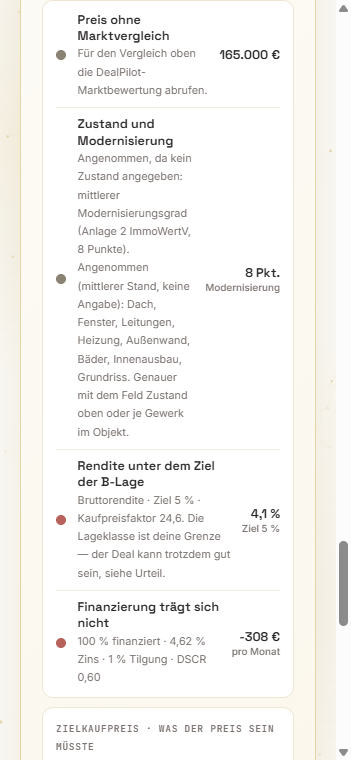 Preis ohne
Marktvergleich
Für den Vergleich oben
die DealPilot-
Marktbewertung abrufen.
165.000 €
Zustand und
Modernisierung
Angenommen, da kein
Zustand angegeben:
mittlerer
Modernisierungsgrad
(Anlage 2 ImmoWertV,
8 Punkte).
Angenommen
(mittlerer Stand, keine
Angabe): Dach,
Fenster, Leitungen,
Heizung, Außenwand,
Bäder, Innenausbau,
Grundriss. Genauer
mit dem Feld Zustand
oben oder je Gewerk
im Objekt.
8 Pkt.
Modernisierung
Rendite unter dem Ziel
der B-Lage
Bruttorendite · Ziel 5 % ·
Kaufpreisfaktor 24,6. Die
Lageklasse ist deine Grenze
— der Deal kann trotzdem gut
sein, siehe Urteil.
4,1 %
Ziel 5 %
Finanzierung trägt sich
nicht
100 % finanziert · 4,62 %
Zins · 1 % Tilgung · DSCR
0,60
-308 €
pro Monat
ZIELKAUFPREIS · WAS DER PREIS SEIN
MÜSSTE